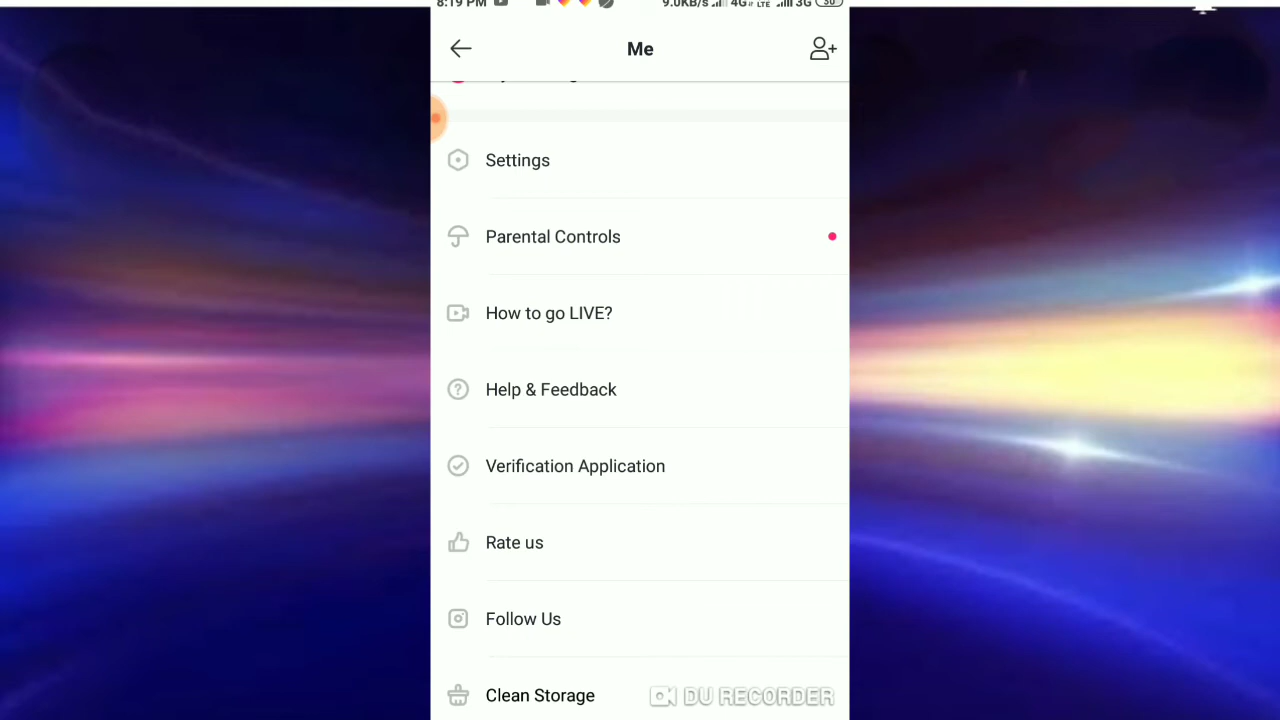 8:19 PM 9.0KB/s 4G LTE 3G 30
Me
Settings
Parental Controls
How to go LIVE?
Help & Feedback
Verification Application
Rate us
Follow Us
Clean Storage
DU RECORDER